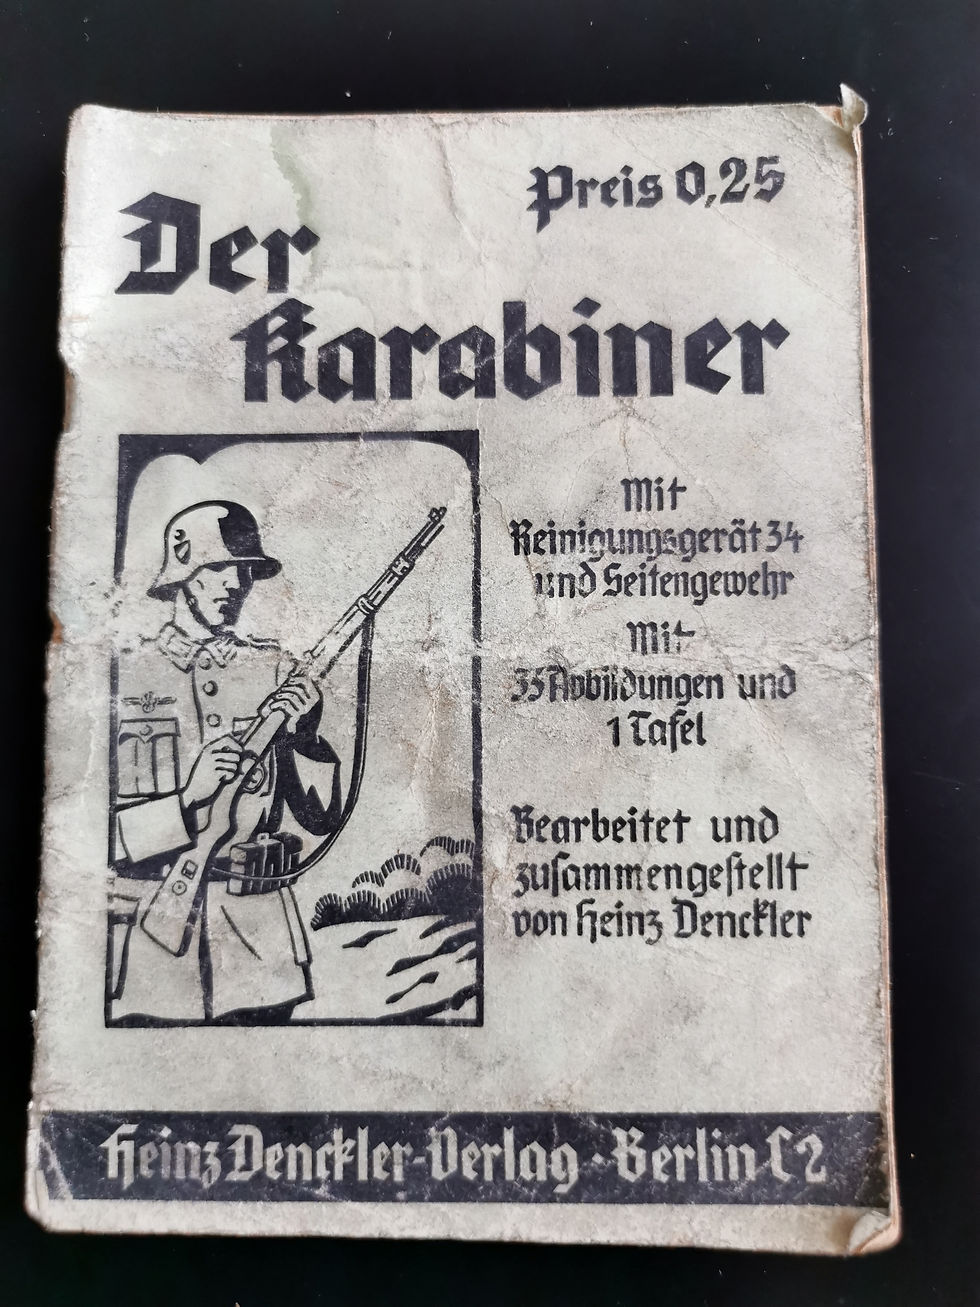 Preis 0,25
Der
Karabiner
Mit
Reinigungsgerät 34
und Seitengewehr
Mit
35 Abbildungen und
1 Tafel
Bearbeitet und
zusammengestellt
von Heinz Denckler
Heinz Denckler-Verlag · Berlin C2